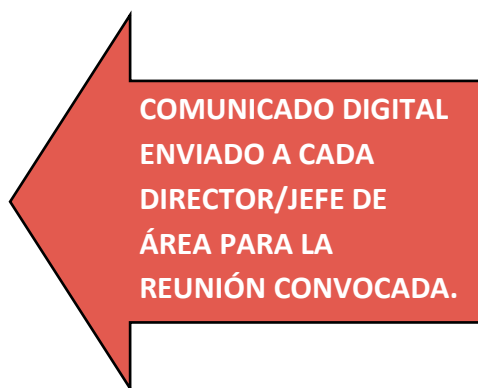 COMUNICADO DIGITAL
ENVIADO A CADA
DIRECTOR/JEFE DE
ÁREA PARA LA
REUNIÓN CONVOCADA.